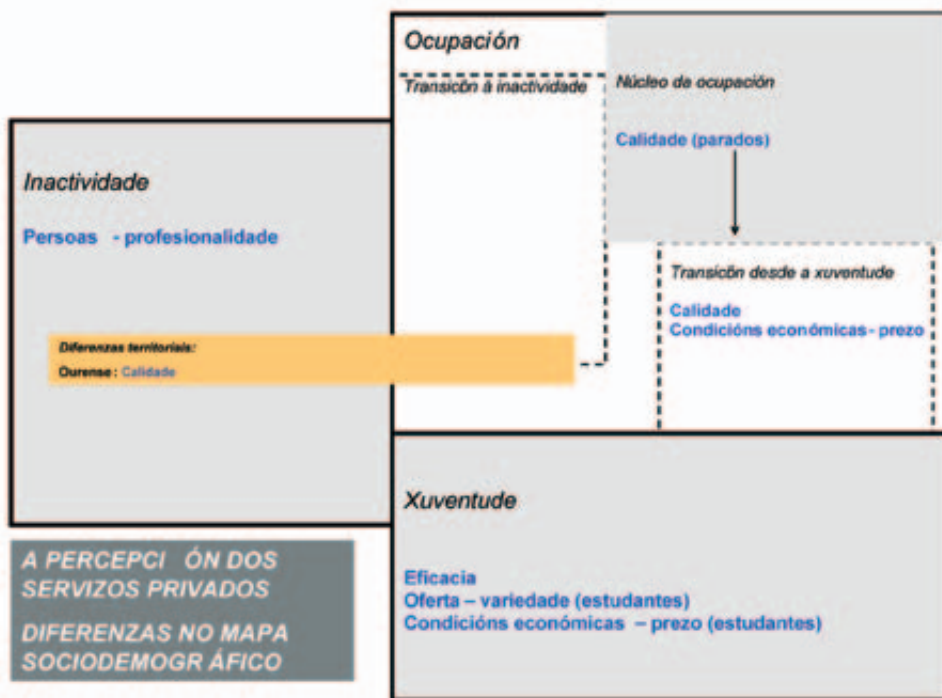 Ocupación
Transicõn á inactividade
Núcleo da ocupación
Calidade (parados)
Inactividade
Persoas - profesionalidade
Transicõn desde a xuventude
Calidade
Condicións económicas - prezo
Diferenzas territoriais:
Ourense: Calidade
Xuventude
Eficacia
Oferta – variedade (estudantes)
Condicións económicas – prezo (estudantes)
A PERCEPCI ÓN DOS
SERVIZOS PRIVADOS
DIFERENZAS NO MAPA
SOCIODEMOGR ÁFICO